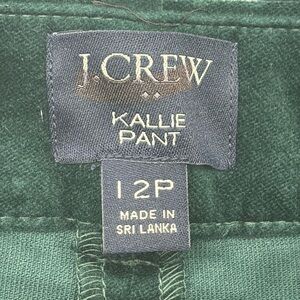 J.CREW
KALLIE
PANT
12P
MADE IN
SRI LANKA